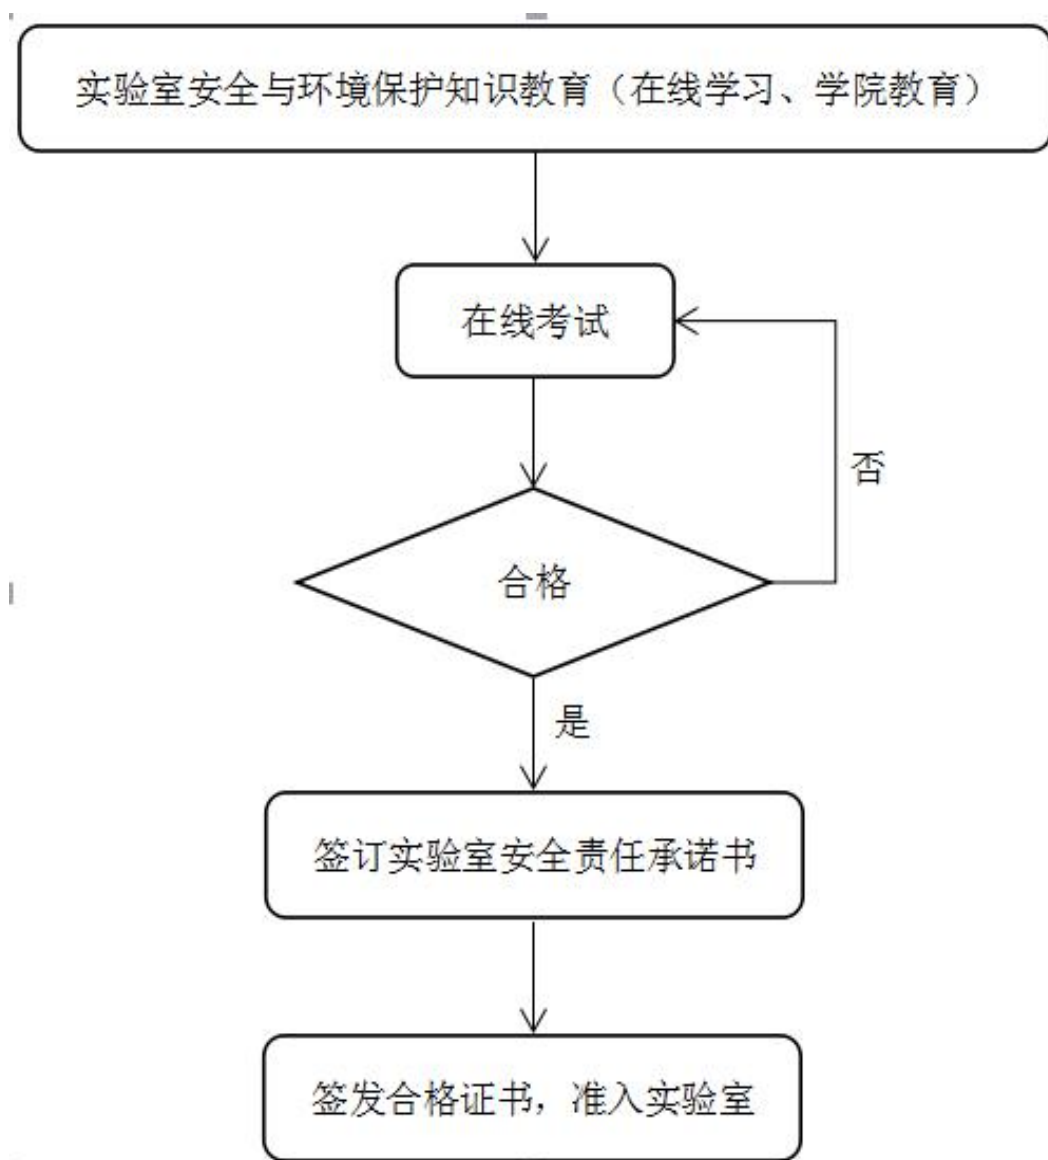 实验室安全与环境保护知识教育（在线学习、学院教育）
在线考试
否
合格
是
签订实验室安全责任承诺书
签发合格证书，准入实验室